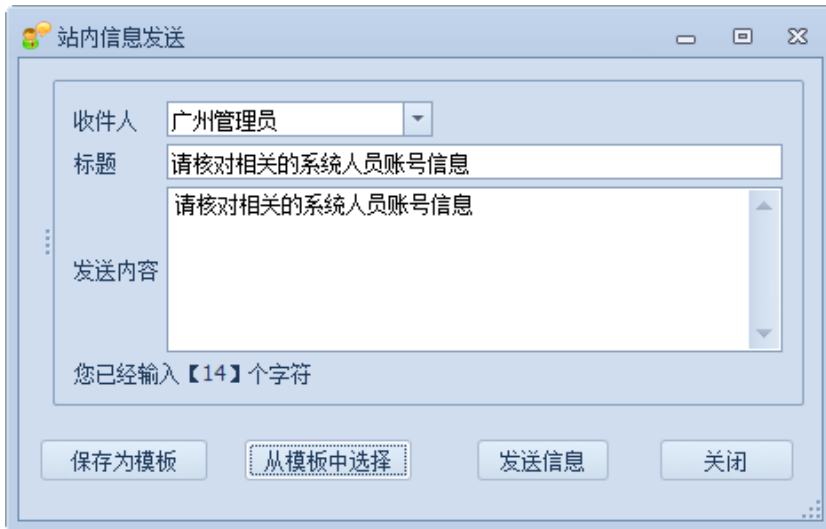 站内信息发送
收件人 广州管理员
标题 请核对相关的系统人员账号信息
请核对相关的系统人员账号信息
发送内容
您已经输入【14】个字符
保存为模板 从模板中选择 发送信息 关闭